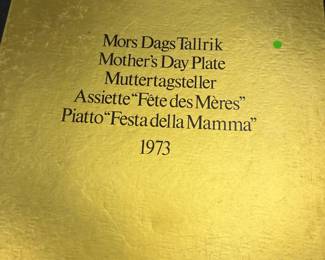 Mors Dags Tallrik
Mother's Day Plate
Muttertagsteller
Assiette “Fête des Mères”
Piatto “Festa della Mamma”
1973